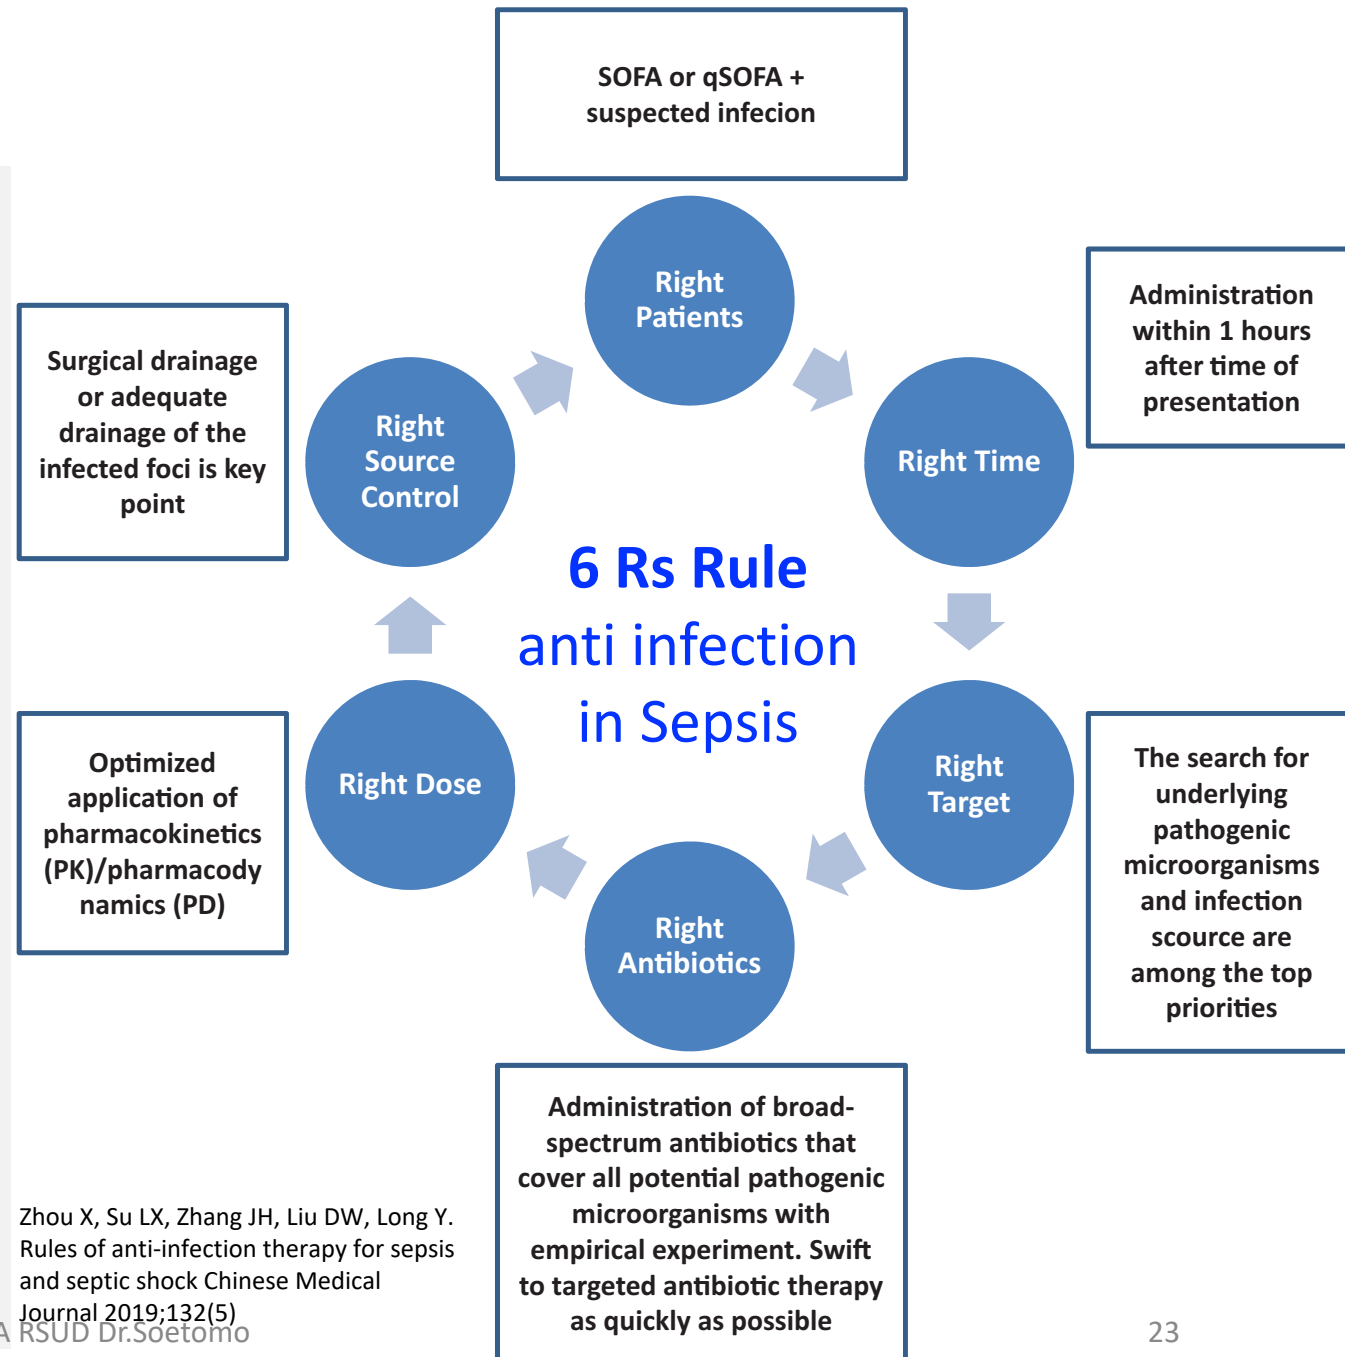 SOFA or qSOFA +
suspected infecion
Right
Patients
Administration
within 1 hours
after time of
presentation
Right Time
Surgical drainage
or adequate
drainage of the
infected foci is key
point
Right
Source
Control
6 Rs Rule
anti infection
in Sepsis
Optimized
application of
pharmacokinetics
(PK)/pharmacody
namics (PD)
Right Dose
Right
Target
The search for
underlying
pathogenic
microorganisms
and infection
scource are
among the top
priorities
Right
Antibiotics
Administration of broad-
spectrum antibiotics that
cover all potential pathogenic
microorganisms with
empirical experiment. Swift
to targeted antibiotic therapy
as quickly as possible
Zhou X, Su LX, Zhang JH, Liu DW, Long Y.
Rules of anti-infection therapy for sepsis
and septic shock Chinese Medical
Journal 2019;132(5)
A RSUD Dr.Soetomo
23